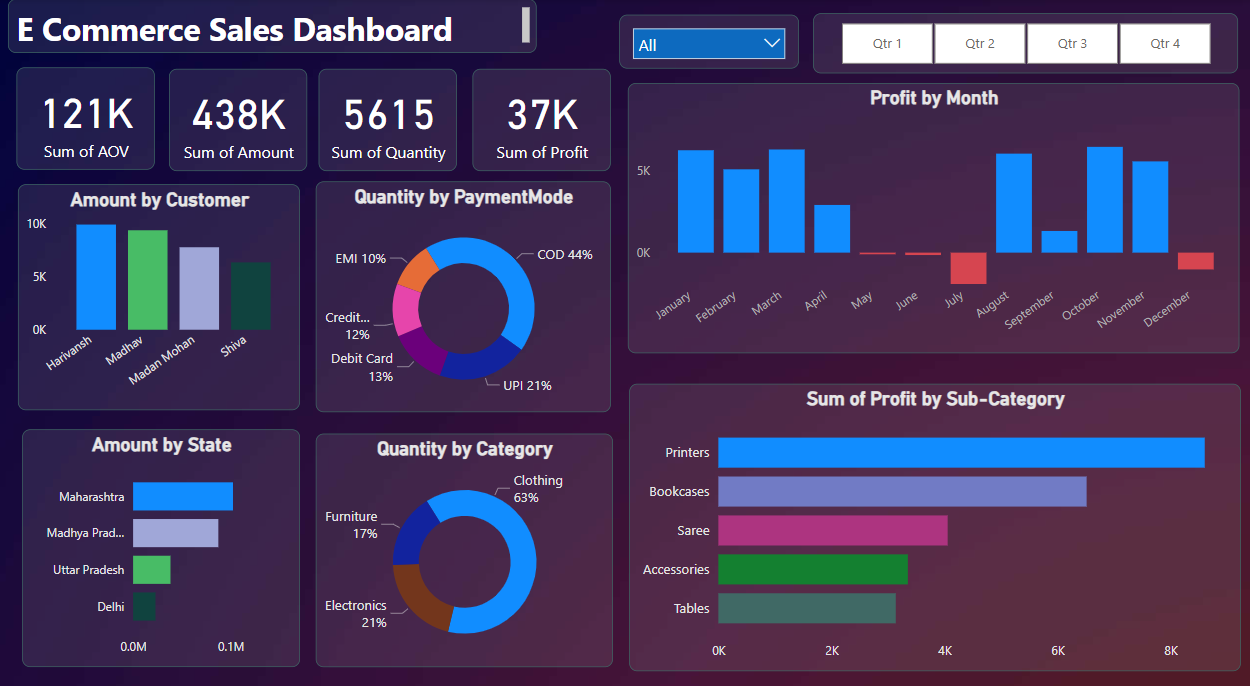 E Commerce Sales Dashboard
All
Qtr 1
Qtr 2
Qtr 3
Qtr 4
121K
Sum of AOV
438K
Sum of Amount
5615
Sum of Quantity
37K
Sum of Profit
Profit by Month
5K
0K
January
February
March
April
May
June
July
August
September
October
November
December
Amount by Customer
10K
5K
0K
Harivansh
Madhav
Madan Mohan
Shiva
Quantity by PaymentMode
COD 44%
EMI 10%
Credit...
12%
Debit Card
13%
UPI 21%
Sum of Profit by Sub-Category
Printers
Bookcases
Saree
Accessories
Tables
0K
2K
4K
6K
8K
Amount by State
Maharashtra
Madhya Prad...
Uttar Pradesh
Delhi
0.0M
0.1M
Quantity by Category
Clothing
63%
Furniture
17%
Electronics
21%